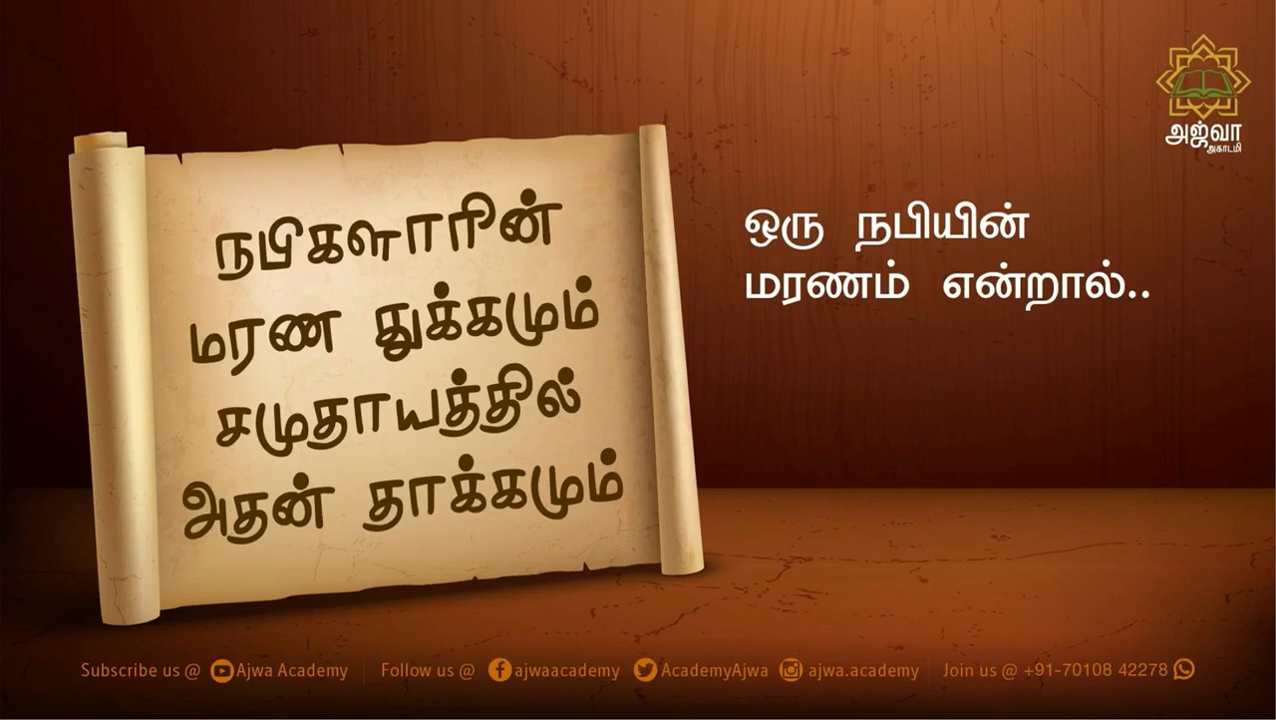 அஜ்வா
அகாடமி
நபிகளாரின்
மரண துக்கமும்
சமுதாயத்தில்
அதன் தாக்கமும்
ஒரு நபியின்
மரணம் என்றால்..
Subscribe us @ Ajwa Academy Follow us @ ajwaacademy AcademyAjwa ajwa.academy Join us @ +91-70108 42278